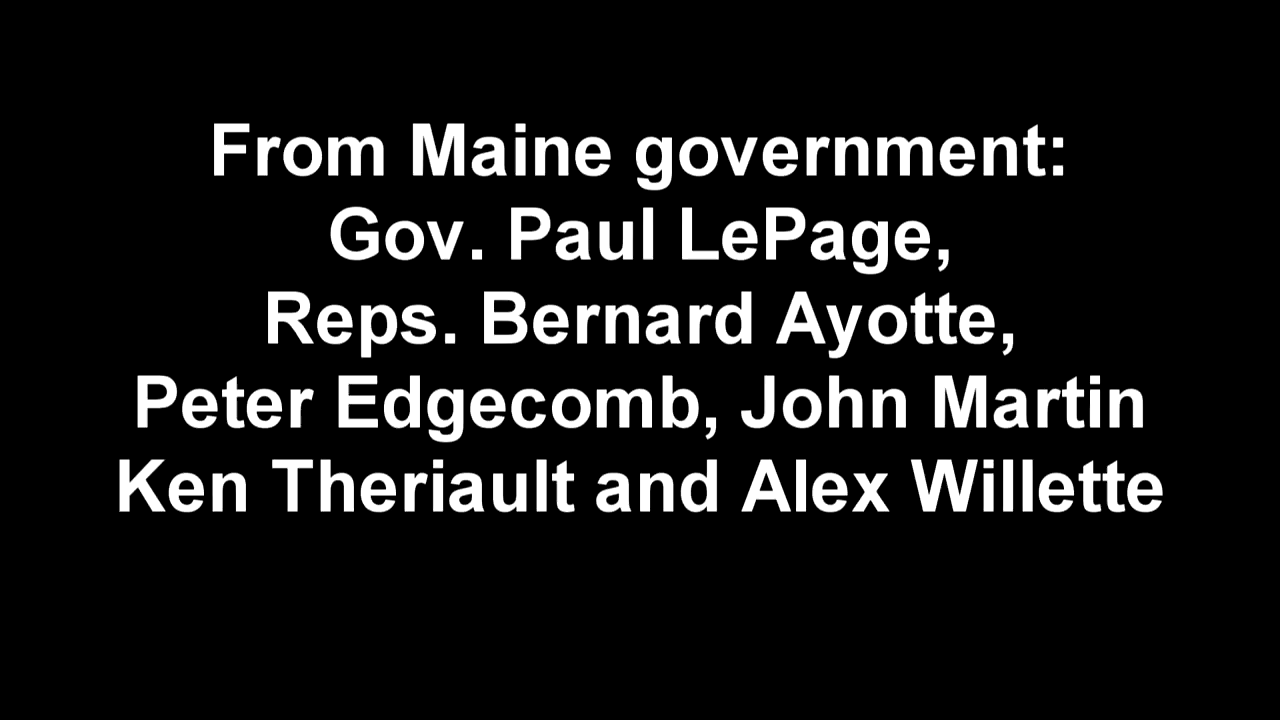 From Maine government:
Gov. Paul LePage,
Reps. Bernard Ayotte,
Peter Edgecomb, John Martin
Ken Theriault and Alex Willette